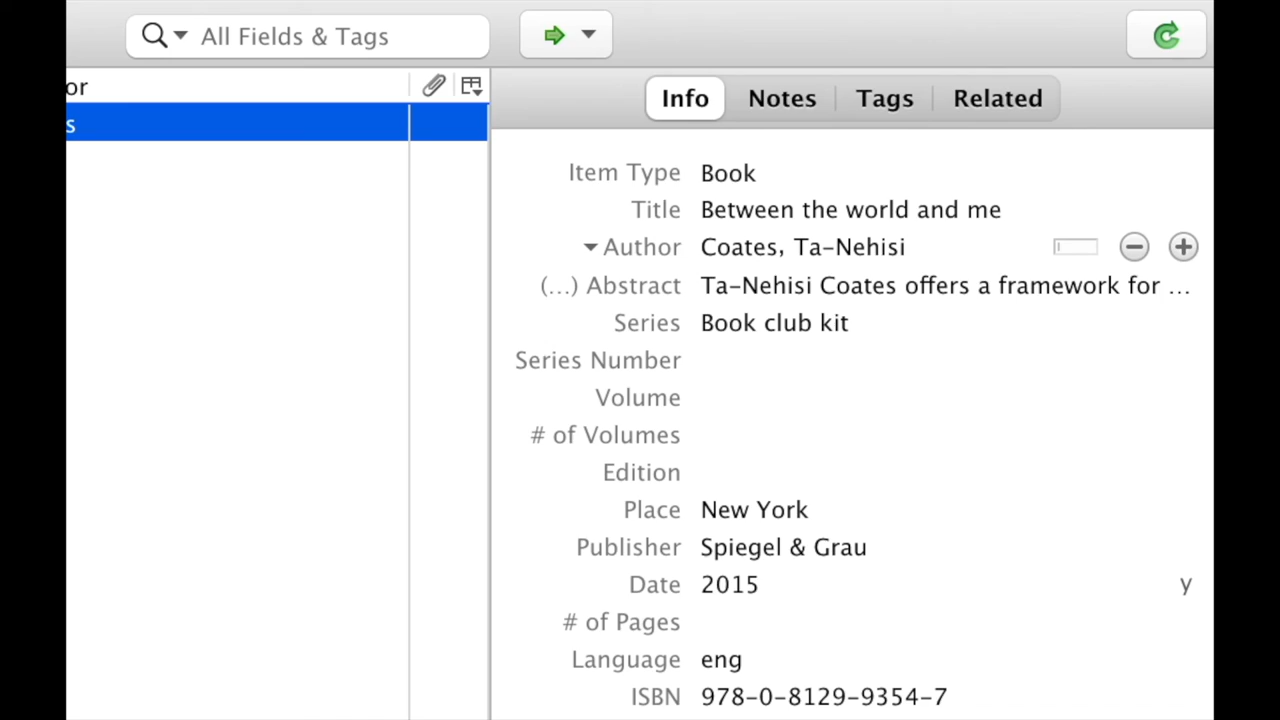 All Fields & Tags
or
s
Info Notes Tags Related
Item Type Book
Title Between the world and me
Author Coates, Ta-Nehisi
(...) Abstract Ta-Nehisi Coates offers a framework for ...
Series Book club kit
Series Number
Volume
# of Volumes
Edition
Place New York
Publisher Spiegel & Grau
Date 2015 y
# of Pages
Language eng
ISBN 978-0-8129-9354-7